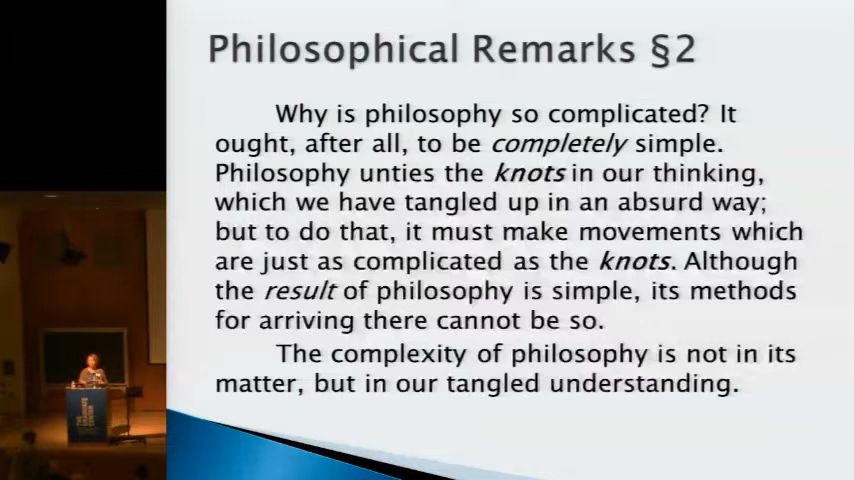 Philosophical Remarks §2
Why is philosophy so complicated? It
ought, after all, to be completely simple.
Philosophy unties the knots in our thinking,
which we have tangled up in an absurd way;
but to do that, it must make movements which
are just as complicated as the knots. Although
the result of philosophy is simple, its methods
for arriving there cannot be so.
The complexity of philosophy is not in its
matter, but in our tangled understanding.
THE
GRADUATE
CENTER